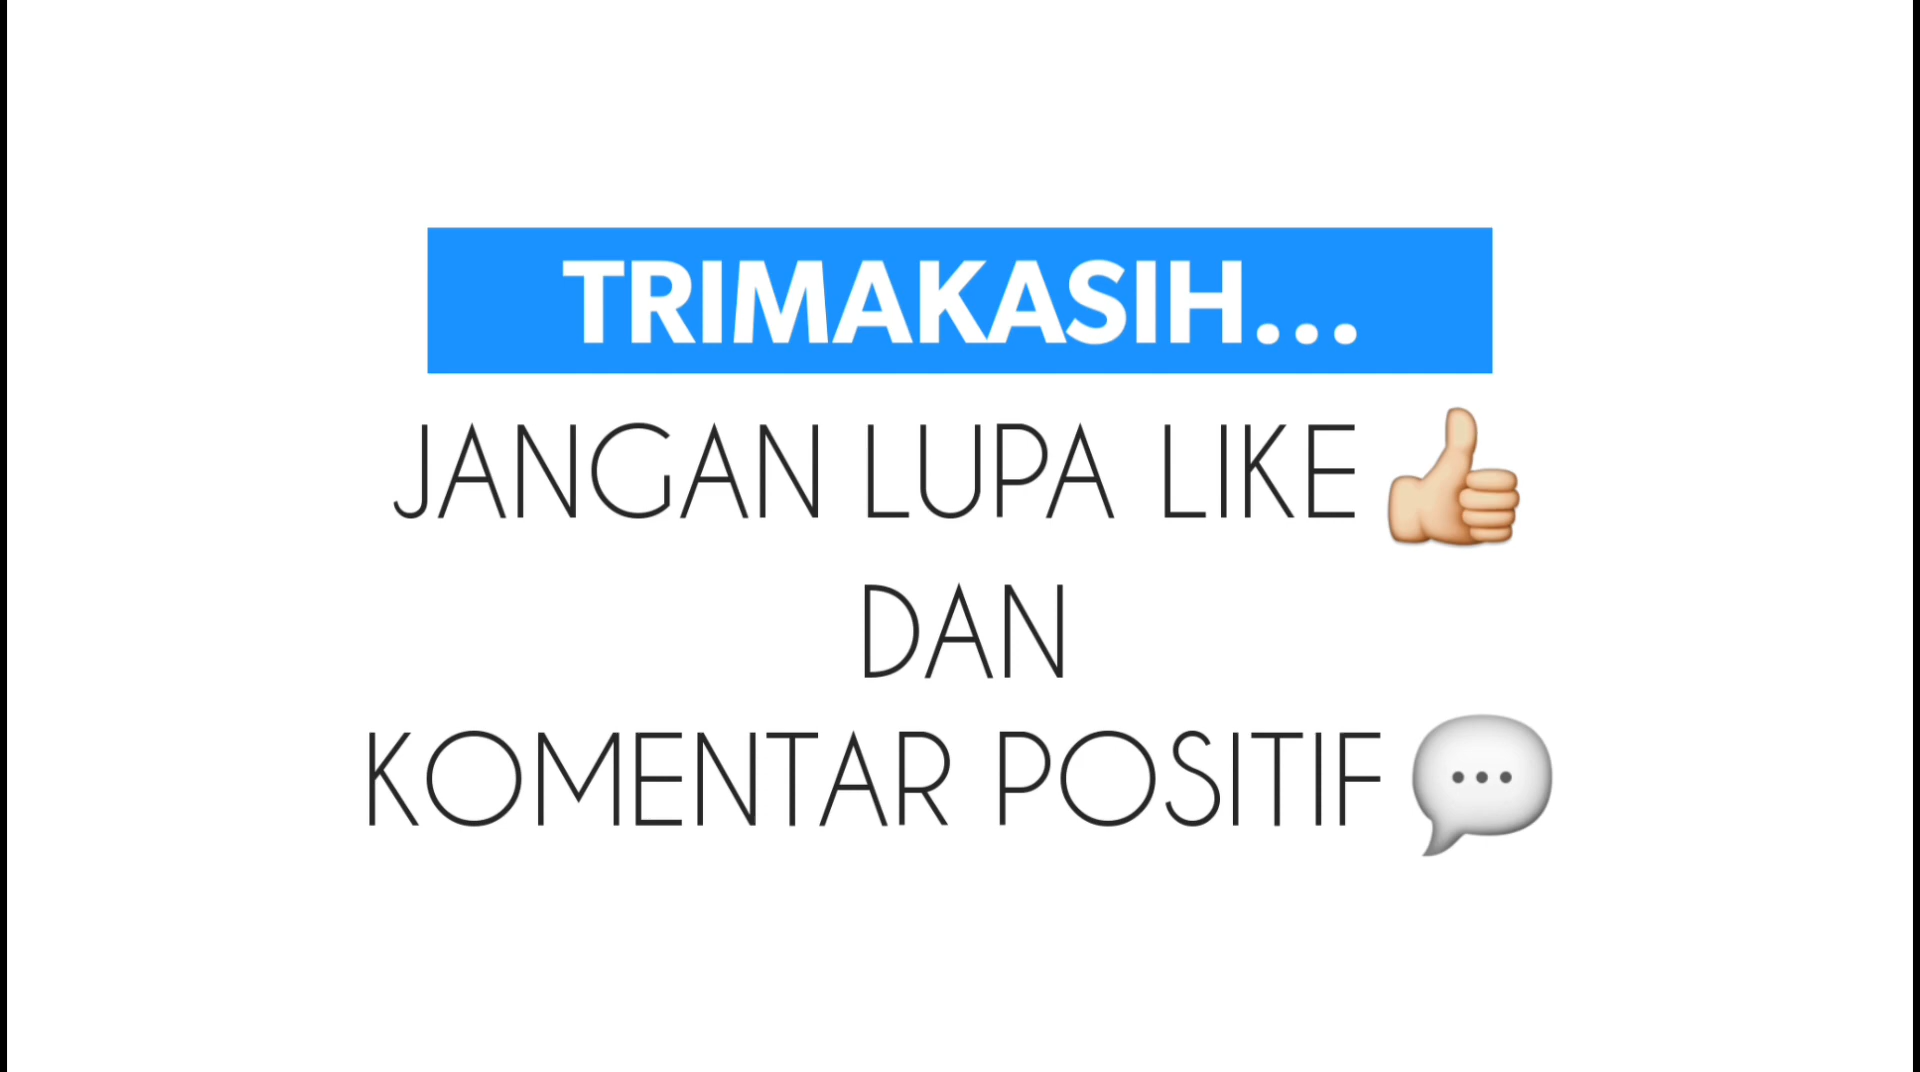 TRIMAKASIH...
JANGAN LUPA LIKE👍🏼
DAN
KOMENTAR POSITIF💬